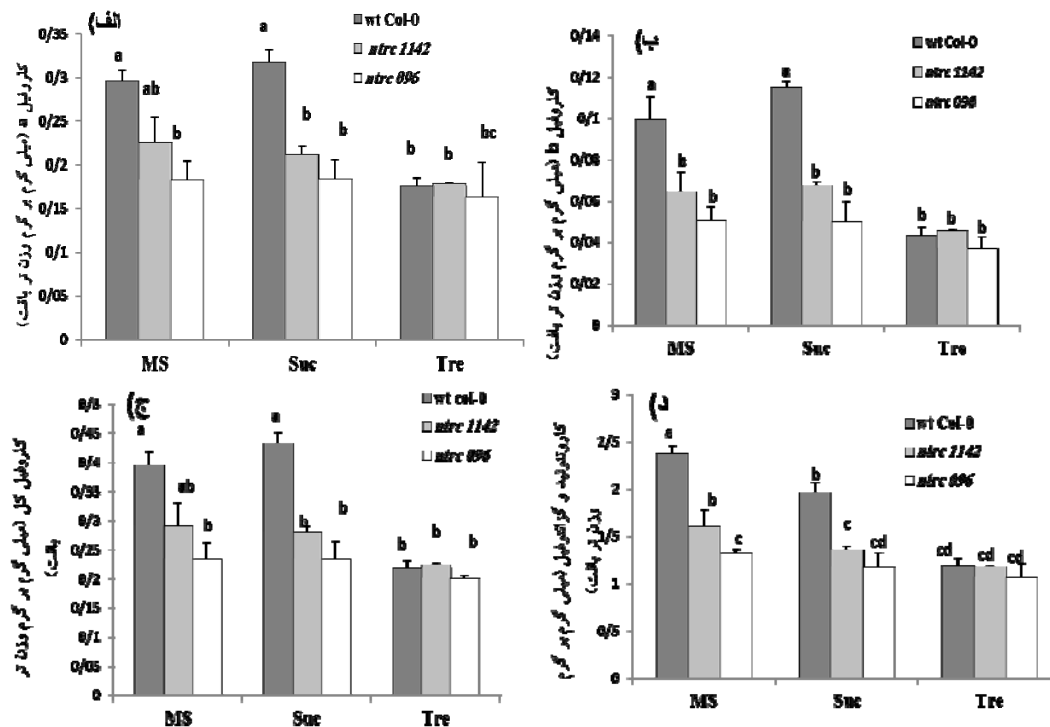 الف)
wt Col-0
ntrc 1142
ntrc 096
کلروفیل a (میلی گرم بر گرم وزن تر بافت)
0/35
0/3
0/25
0/2
0/15
0/1
0/05
0
a
ab
b
a
b
b
b
b
bc
MS
Suc
Tre
ب)
wt Col-0
ntrc 1142
ntrc 096
کلروفیل b (میلی گرم بر گرم وزن تر بافت)
0/14
0/12
0/1
0/08
0/06
0/04
0/02
0
a
b
b
a
b
b
b
b
b
MS
Suc
Tre
ج)
wt col-0
ntrc 1142
ntrc 096
کلروفیل کل (میلی گرم بر گرم وزن تر
بافت)
0/5
0/45
0/4
0/35
0/3
0/25
0/2
0/15
0/1
0/05
0
a
ab
b
a
b
b
b
b
b
MS
Suc
Tre
د)
wt Col-0
ntrc 1142
ntrc 096
کاروتنوئید و گزانتوفیل (میلی گرم بر گرم
وزن تر بافت)
3
2/5
2
1/5
1
0/5
0
a
b
c
b
c
cd
cd
cd
cd
MS
Suc
Tre